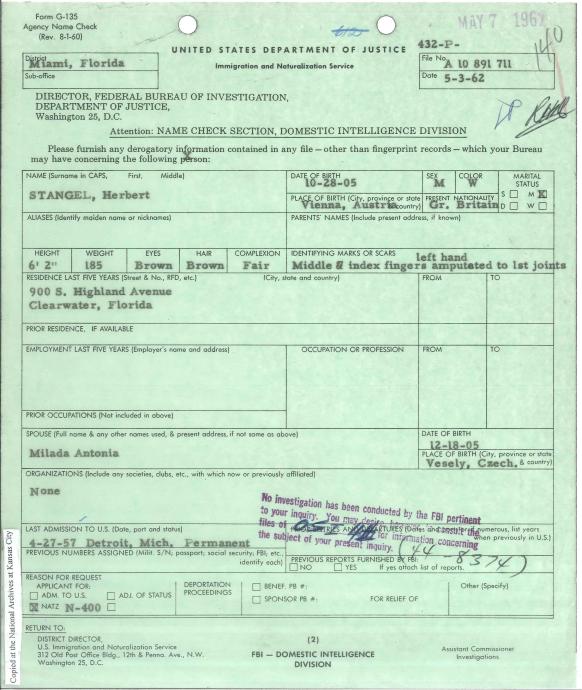 Form G-135
Agency Name Check
(Rev. 8-1-60)
MAY 7 1962
140
UNITED STATES DEPARTMENT OF JUSTICE
432-P-
Immigration and Naturalization Service
District
Miami, Florida
Sub-office
File No.
A 10 891 711
Date 5-3-62
DIRECTOR, FEDERAL BUREAU OF INVESTIGATION,
DEPARTMENT OF JUSTICE,
Washington 25, D.C.
Attention: NAME CHECK SECTION, DOMESTIC INTELLIGENCE DIVISION
Please furnish any derogatory information contained in any file — other than fingerprint records — which your Bureau
may have concerning the following person:
NAME (Surname in CAPS, First, Middle)
STANGEL, Herbert
DATE OF BIRTH
10-28-05
SEX
M
COLOR
W
MARITAL
STATUS
S M X
D W
PLACE OF BIRTH (City, province or state
country)
Vienna, Austria
PRESENT NATIONALITY
Gr. Britain
ALIASES (Identify maiden name or nicknames)
PARENTS' NAMES (Include present address, if known)
HEIGHT
6' 2"
WEIGHT
185
EYES
Brown
HAIR
Brown
COMPLEXION
Fair
IDENTIFYING MARKS OR SCARS
left hand
Middle & index fingers amputated to 1st joints
RESIDENCE LAST FIVE YEARS (Street & No., RFD, etc.) (City, state and country)
FROM
TO
900 S. Highland Avenue
Clearwater, Florida
PRIOR RESIDENCE, IF AVAILABLE
EMPLOYMENT LAST FIVE YEARS (Employer's name and address)
OCCUPATION OR PROFESSION
FROM
TO
PRIOR OCCUPATIONS (Not included in above)
SPOUSE (Full name & any other names used, & present address, if not same as above)
Milada Antonia
DATE OF BIRTH
12-18-05
PLACE OF BIRTH (City, province or state
& country)
Vesely, Czech.
ORGANIZATIONS (Include any societies, clubs, etc., with which now or previously affiliated)
None
No investigation has been conducted by the FBI pertinent
to your inquiry. You may desire to consult the
files of for information concerning
the subject of your present inquiry.
(44-8374)
LAST ADMISSION TO U.S. (Date, port and status)
4-27-57 Detroit, Mich. Permanent
PRIOR ENTRIES AND DEPARTURES (Dates and ports; if numerous, list years
when previously in U.S.)
PREVIOUS NUMBERS ASSIGNED (Milit. S/N; passport; social security, FBI; etc.,
identify each)
PREVIOUS REPORTS FURNISHED BY FBI:
NO YES If yes attach list of reports.
REASON FOR REQUEST
APPLICANT FOR:
ADM. TO U.S. ADJ. OF STATUS
X NATZ N-400
DEPORTATION
PROCEEDINGS
BENEF. PB #:
SPONSOR PB #: FOR RELIEF OF
Other (Specify)
RETURN TO:
DISTRICT DIRECTOR,
U.S. Immigration and Naturalization Service
312 Old Post Office Bldg., 12th & Penna. Ave., N.W.
Washington 25, D.C.
(2)
FBI — DOMESTIC INTELLIGENCE
DIVISION
Assistant Commissioner
Investigations
Copied at the National Archives at Kansas City